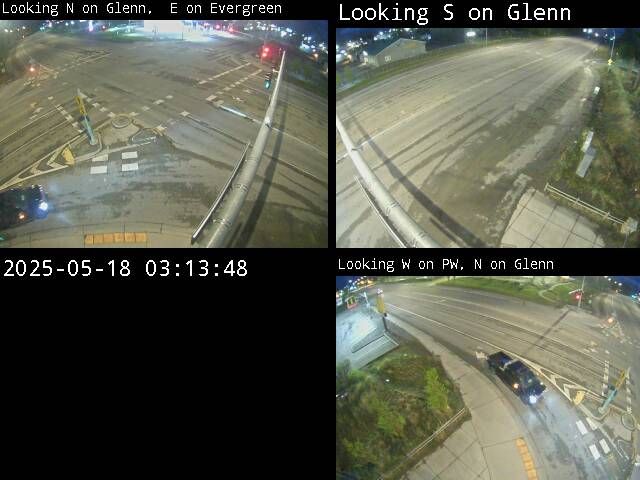 Looking N on Glenn,  E on Evergreen
Looking S on Glenn
2025-05-18 03:13:48
Looking W on PW, N on Glenn